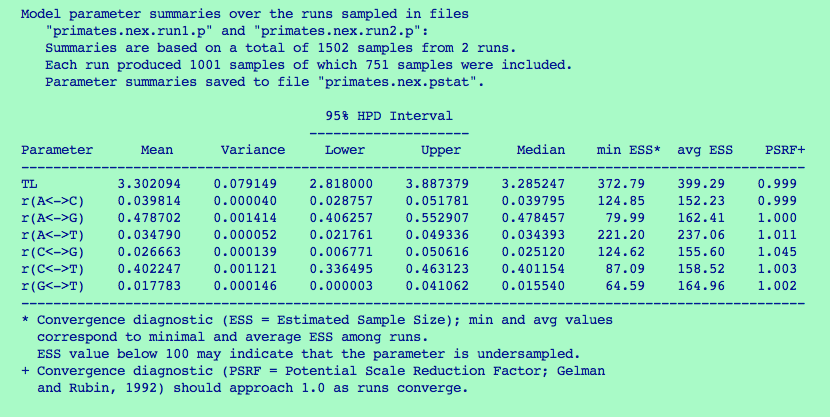 Model parameter summaries over the runs sampled in files
"primates.nex.run1.p" and "primates.nex.run2.p":
Summaries are based on a total of 1502 samples from 2 runs.
Each run produced 1001 samples of which 751 samples were included.
Parameter summaries saved to file "primates.nex.pstat".
95% HPD Interval
--------------------
Parameter Mean Variance Lower Upper Median min ESS* avg ESS PSRF+
TL 3.302094 0.079149 2.818000 3.887379 3.285247 372.79 399.29 0.999
r(A<->C) 0.039814 0.000040 0.028757 0.051781 0.039795 124.85 152.23 0.999
r(A<->G) 0.478702 0.001414 0.406257 0.552907 0.478457 79.99 162.41 1.000
r(A<->T) 0.034790 0.000052 0.021761 0.049336 0.034393 221.20 237.06 1.011
r(C<->G) 0.026663 0.000139 0.006771 0.050616 0.025120 124.62 155.60 1.045
r(C<->T) 0.402247 0.001121 0.336495 0.463123 0.401154 87.09 158.52 1.003
r(G<->T) 0.017783 0.000146 0.000003 0.041062 0.015540 64.59 164.96 1.002
* Convergence diagnostic (ESS = Estimated Sample Size); min and avg values
correspond to minimal and average ESS among runs.
ESS value below 100 may indicate that the parameter is undersampled.
+ Convergence diagnostic (PSRF = Potential Scale Reduction Factor; Gelman
and Rubin, 1992) should approach 1.0 as runs converge.